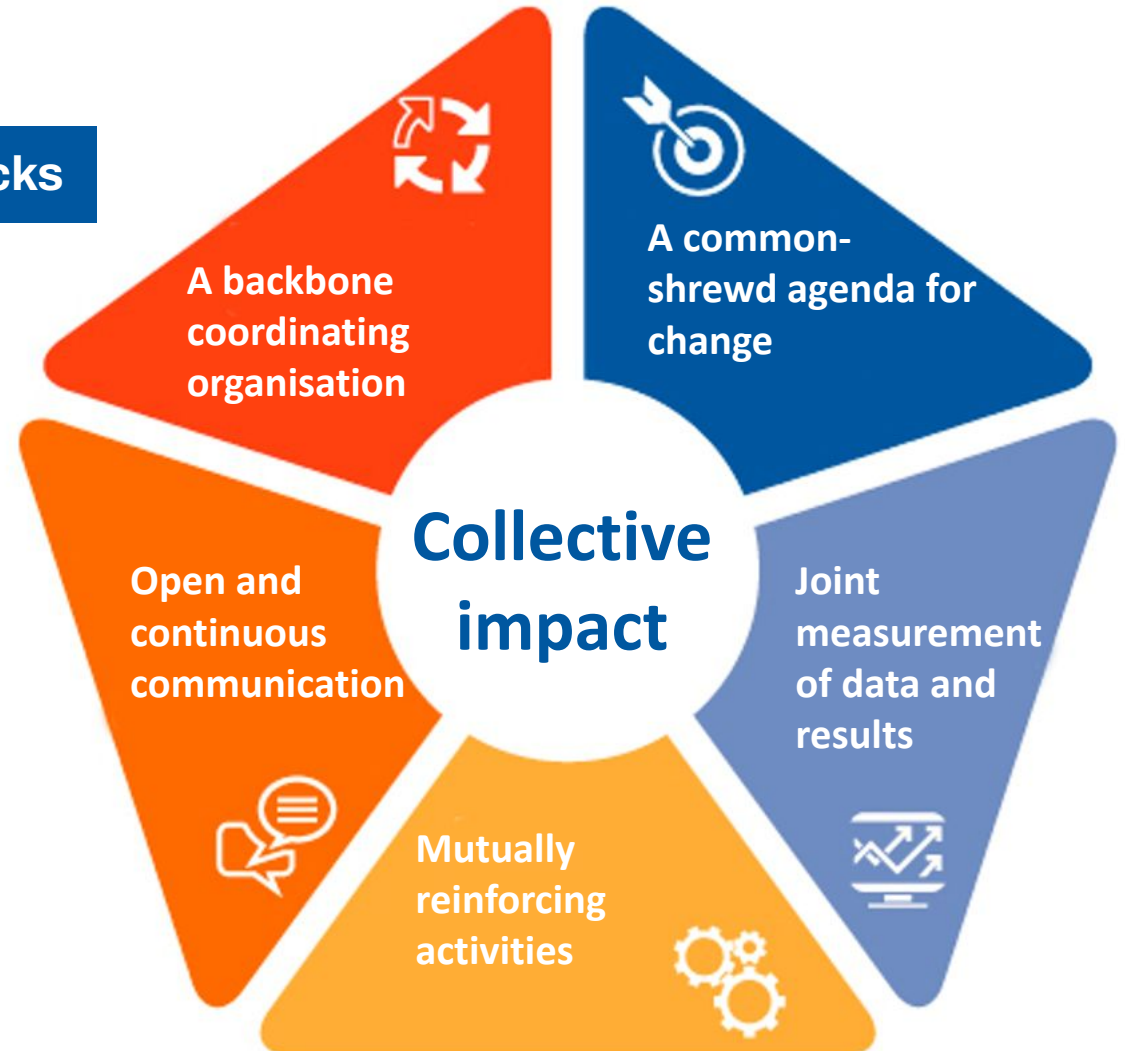 cks
A backbone
coordinating
organisation
A common-
shrewd agenda for
change
Collective
impact
Open and
continuous
communication
Joint
measurement
of data and
results
Mutually
reinforcing
activities